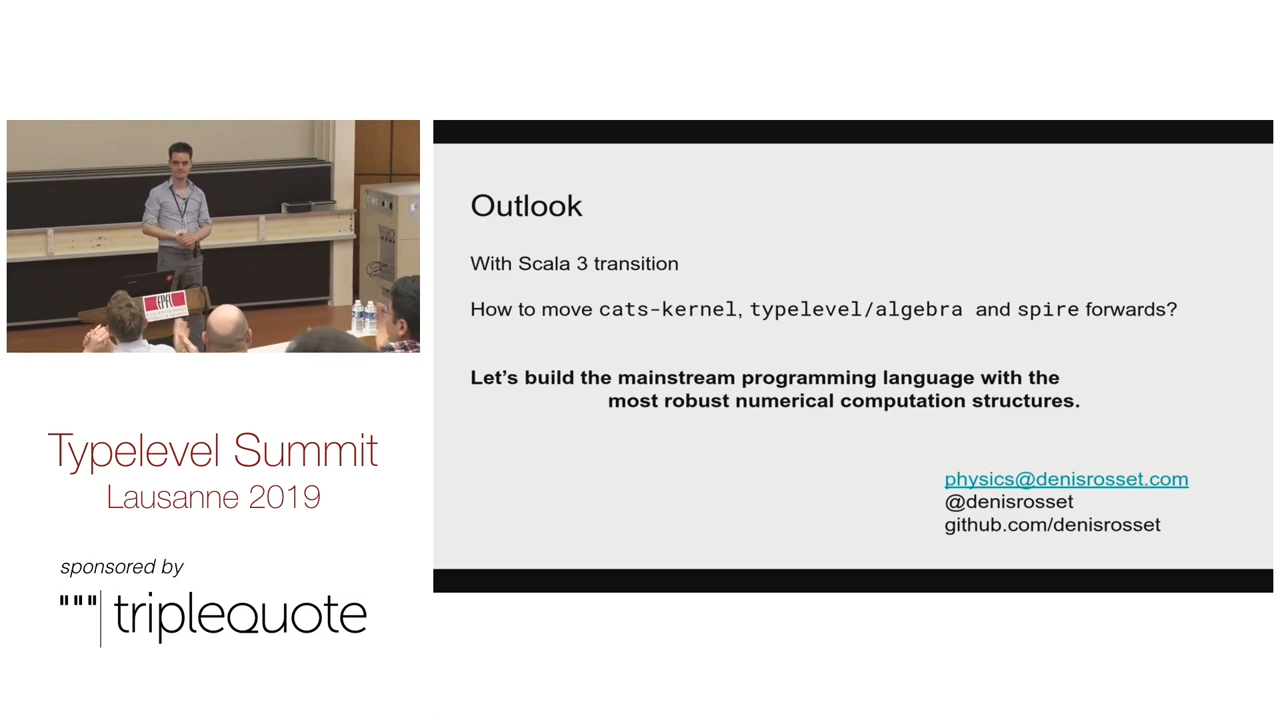 EPFL
Typelevel Summit
Lausanne 2019
sponsored by
triplequote
Outlook
With Scala 3 transition
How to move cats-kernel, typelevel/algebra and spire forwards?
Let's build the mainstream programming language with the
most robust numerical computation structures.
physics@denisrosset.com
@denisrosset
github.com/denisrosset